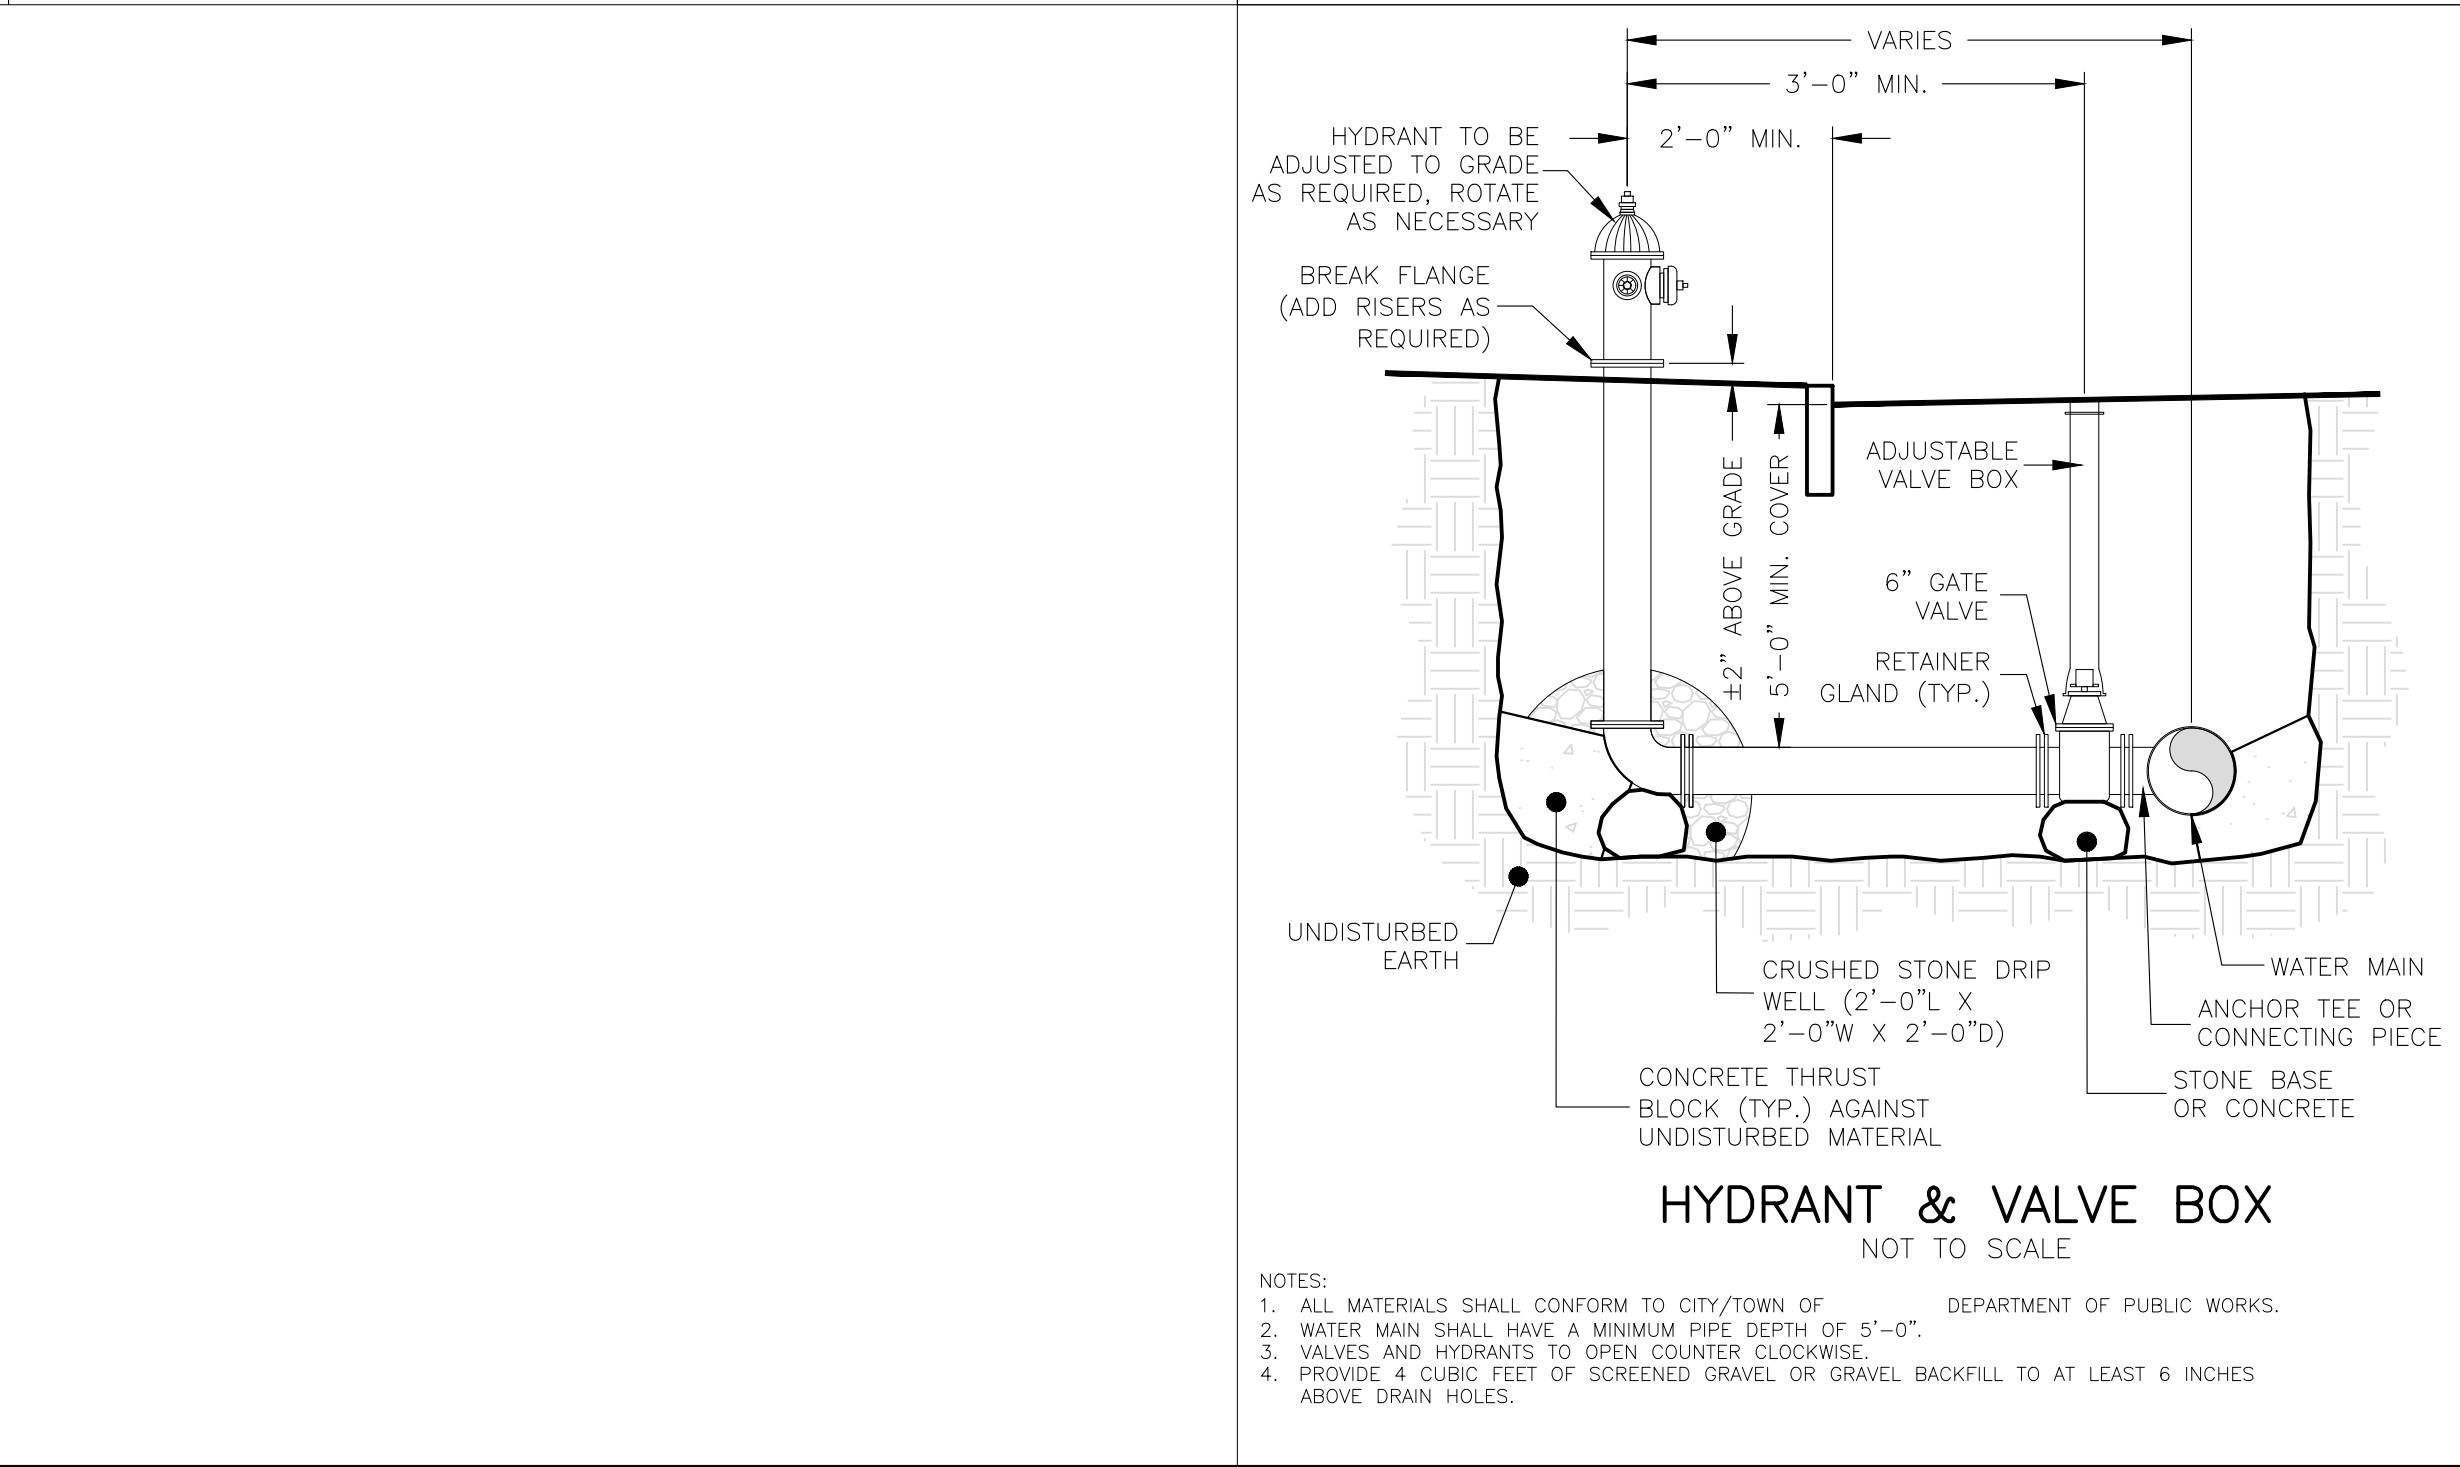 VARIES
3'-0" MIN.
2'-0" MIN.
HYDRANT TO BE
ADJUSTED TO GRADE
AS REQUIRED, ROTATE
AS NECESSARY
BREAK FLANGE
(ADD RISERS AS
REQUIRED)
±2" ABOVE GRADE
5'-0" MIN. COVER
ADJUSTABLE
VALVE BOX
6" GATE
VALVE
RETAINER
GLAND (TYP.)
UNDISTURBED
EARTH
CRUSHED STONE DRIP
WELL (2'-0"L X
2'-0"W X 2'-0"D)
WATER MAIN
ANCHOR TEE OR
CONNECTING PIECE
CONCRETE THRUST
BLOCK (TYP.) AGAINST
UNDISTURBED MATERIAL
STONE BASE
OR CONCRETE
HYDRANT & VALVE BOX
NOT TO SCALE
NOTES:
1. ALL MATERIALS SHALL CONFORM TO CITY/TOWN OF DEPARTMENT OF PUBLIC WORKS.
2. WATER MAIN SHALL HAVE A MINIMUM PIPE DEPTH OF 5'-0".
3. VALVES AND HYDRANTS TO OPEN COUNTER CLOCKWISE.
4. PROVIDE 4 CUBIC FEET OF SCREENED GRAVEL OR GRAVEL BACKFILL TO AT LEAST 6 INCHES
ABOVE DRAIN HOLES.